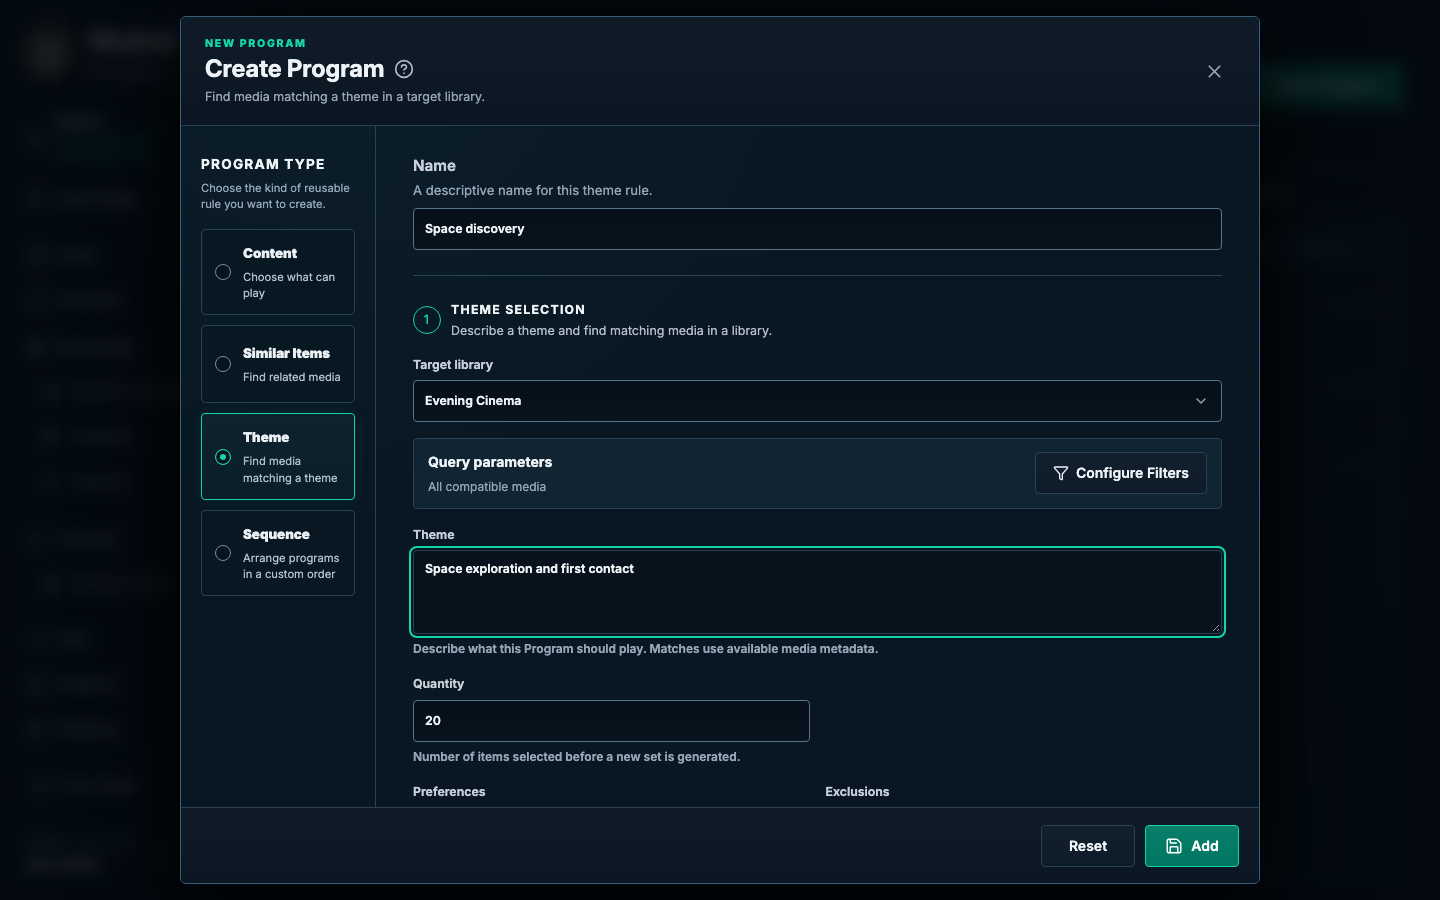 NEW PROGRAM
Create Program
Find media matching a theme in a target library.
PROGRAM TYPE
Choose the kind of reusable
rule you want to create.
Content
Choose what can
play
Similar Items
Find related media
Theme
Find media
matching a theme
Sequence
Arrange programs
in a custom order
Name
A descriptive name for this theme rule.
Space discovery
1
THEME SELECTION
Describe a theme and find matching media in a library.
Target library
Evening Cinema
Query parameters
All compatible media
Configure Filters
Theme
Space exploration and first contact
Describe what this Program should play. Matches use available media metadata.
Quantity
20
Number of items selected before a new set is generated.
Preferences
Exclusions
Reset
Add